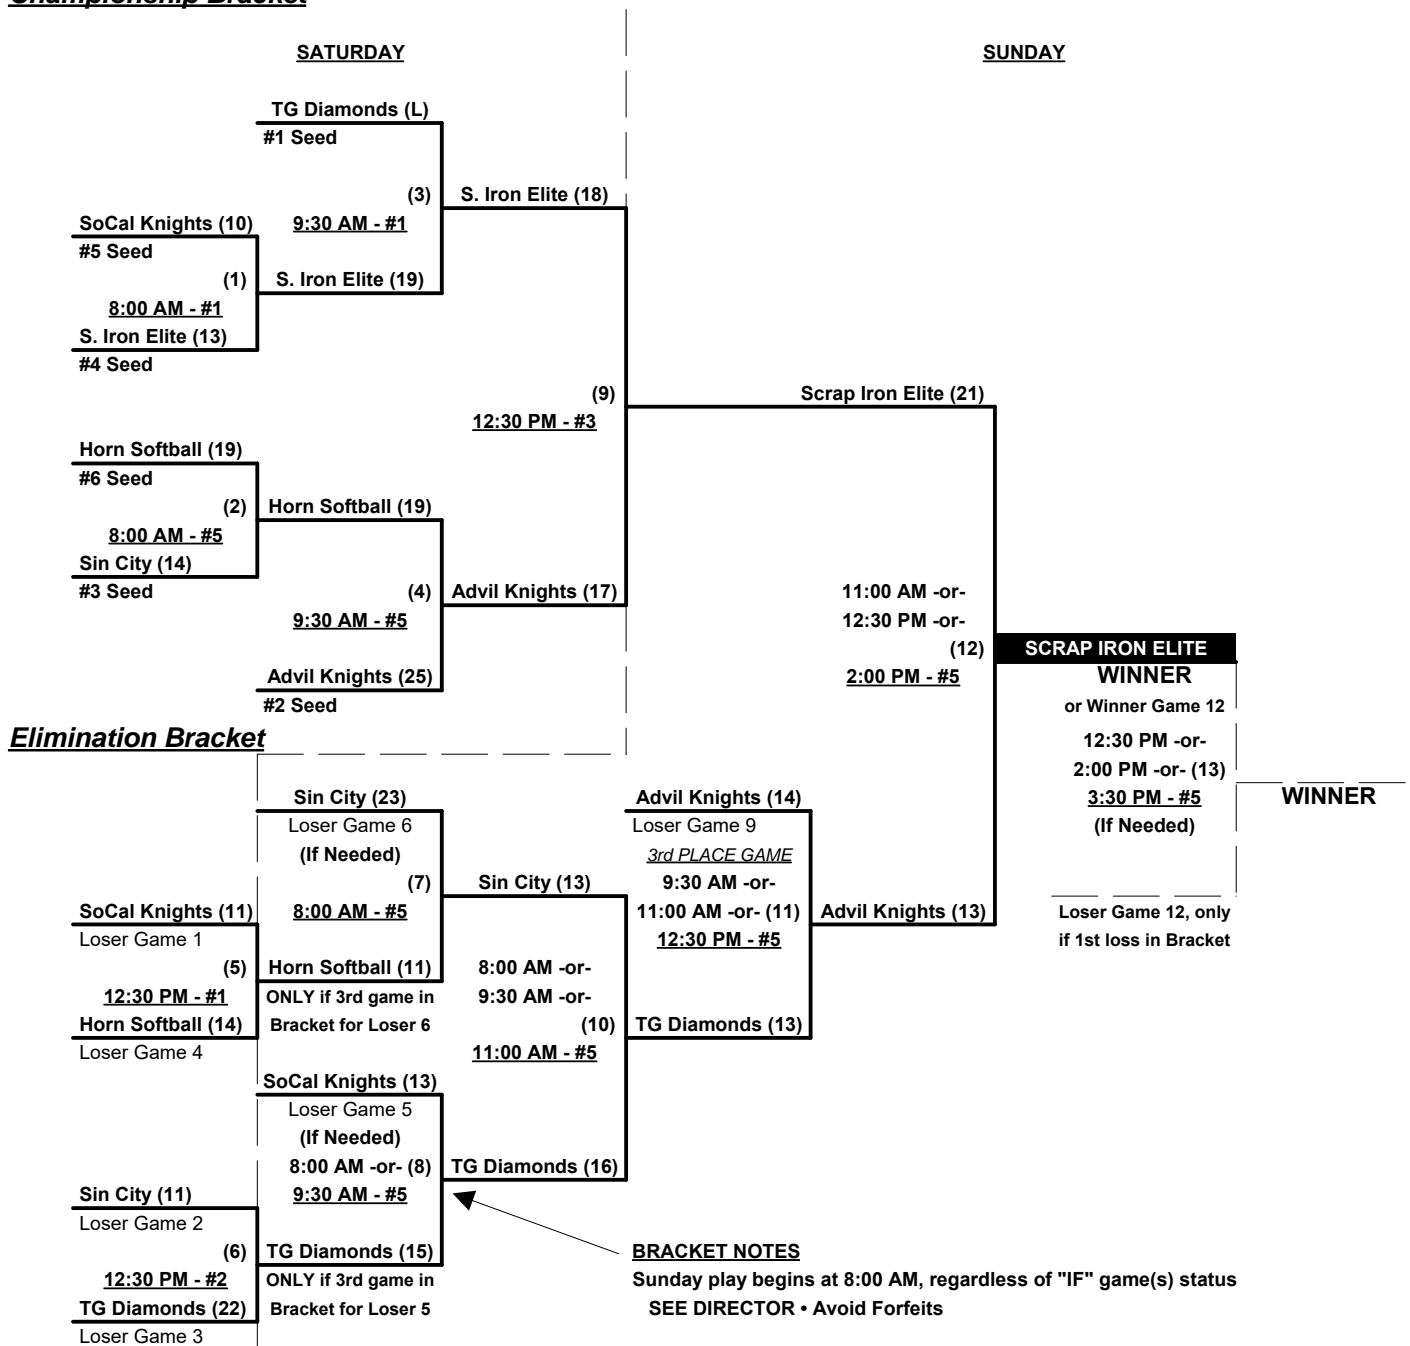 Championship Bracket
SATURDAY
SUNDAY
TG Diamonds (L)
#1 Seed
(3)
9:30 AM - #1
S. Iron Elite (18)
SoCal Knights (10)
#5 Seed
(1)
8:00 AM - #1
S. Iron Elite (19)
S. Iron Elite (13)
#4 Seed
(9)
12:30 PM - #3
Scrap Iron Elite (21)
Horn Softball (19)
#6 Seed
(2)
8:00 AM - #5
Horn Softball (19)
Sin City (14)
#3 Seed
(4)
9:30 AM - #5
Advil Knights (17)
Advil Knights (25)
#2 Seed
11:00 AM -or-
12:30 PM -or-
(12)
2:00 PM - #5
SCRAP IRON ELITE
WINNER
or Winner Game 12
12:30 PM -or-
2:00 PM -or- (13)
3:30 PM - #5
(If Needed)
WINNER
Loser Game 12, only
if 1st loss in Bracket
Elimination Bracket
Sin City (23)
Loser Game 6
(If Needed)
(7)
8:00 AM - #5
Sin City (13)
Advil Knights (14)
Loser Game 9
3rd PLACE GAME
9:30 AM -or-
11:00 AM -or- (11)
12:30 PM - #5
Advil Knights (13)
SoCal Knights (11)
Loser Game 1
(5)
12:30 PM - #1
Horn Softball (14)
Loser Game 4
Horn Softball (11)
ONLY if 3rd game in
Bracket for Loser 6
8:00 AM -or-
9:30 AM -or-
(10)
11:00 AM - #5
TG Diamonds (13)
SoCal Knights (13)
Loser Game 5
(If Needed)
8:00 AM -or- (8)
9:30 AM - #5
TG Diamonds (16)
Sin City (11)
Loser Game 2
(6)
12:30 PM - #2
TG Diamonds (22)
Loser Game 3
TG Diamonds (15)
ONLY if 3rd game in
Bracket for Loser 5
BRACKET NOTES
Sunday play begins at 8:00 AM, regardless of "IF" game(s) status
SEE DIRECTOR • Avoid Forfeits